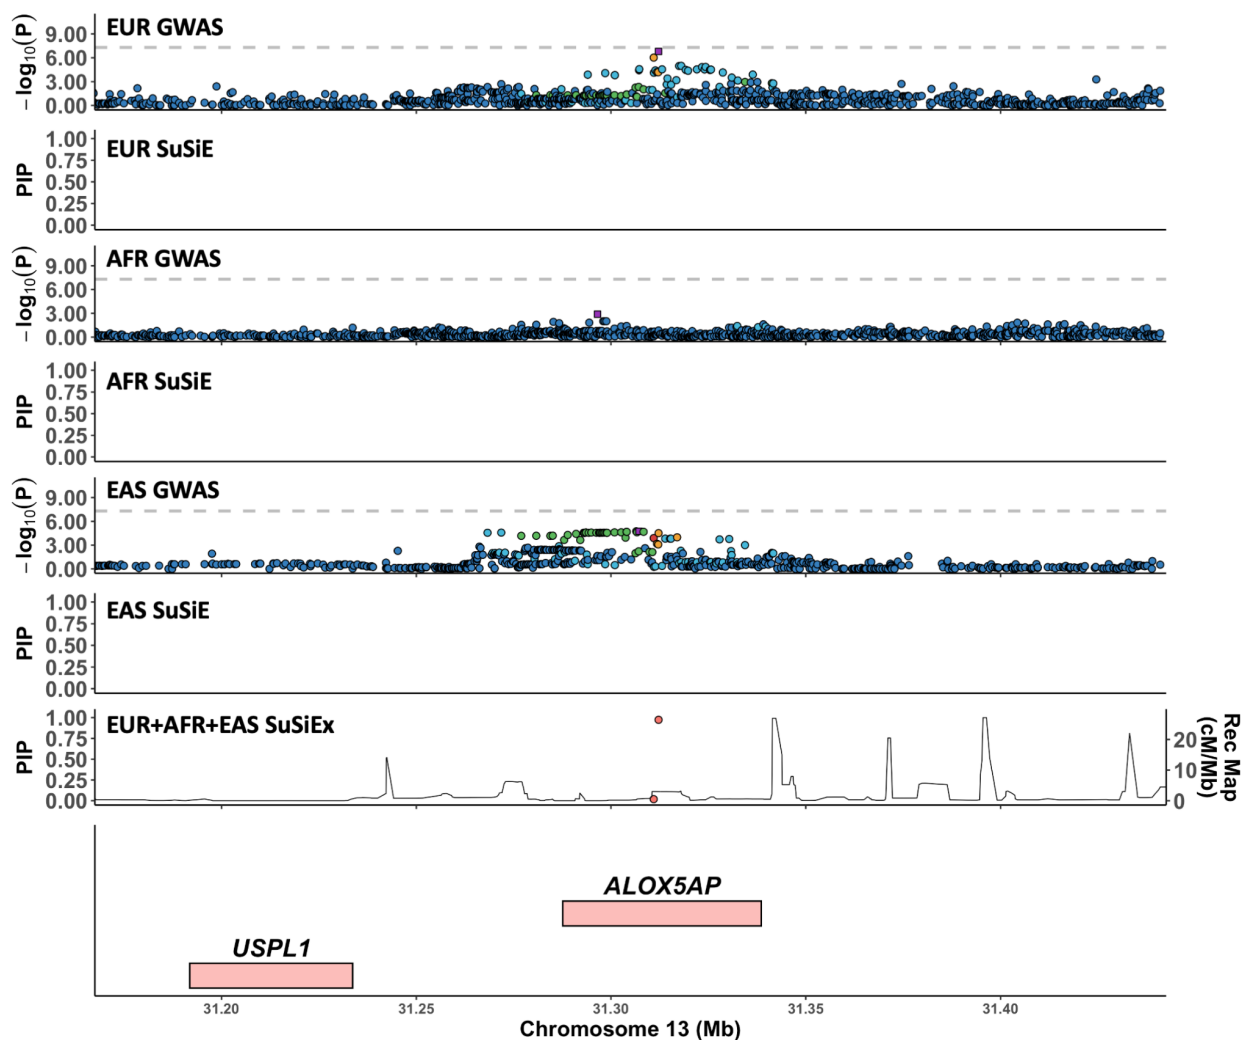 EUR GWAS
−log10(P)
9.00
6.00
3.00
0.00
EUR SuSiE
PIP
1.00
0.75
0.50
0.25
0.00
AFR GWAS
−log10(P)
9.00
6.00
3.00
0.00
AFR SuSiE
PIP
1.00
0.75
0.50
0.25
0.00
EAS GWAS
−log10(P)
9.00
6.00
3.00
0.00
EAS SuSiE
PIP
1.00
0.75
0.50
0.25
0.00
EUR+AFR+EAS SuSiEx
PIP
1.00
0.75
0.50
0.25
0.00
20
10
0
Rec Map
(cM/Mb)
ALOX5AP
USPL1
31.20 31.25 31.30 31.35 31.40
Chromosome 13 (Mb)